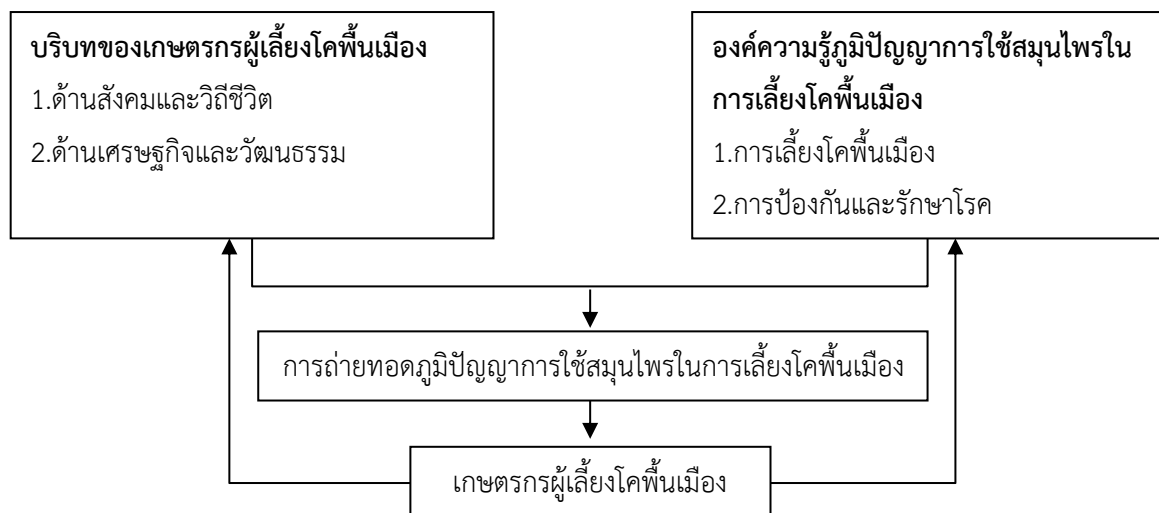 บริบทของเกษตรกรผู้เลี้ยงโคพื้นเมือง
1.ด้านสังคมและวิถีชีวิต
2.ด้านเศรษฐกิจและวัฒนธรรม
องค์ความรู้ภูมิปัญญาการใช้สมุนไพรใน
การเลี้ยงโคพื้นเมือง
1.การเลี้ยงโคพื้นเมือง
2.การป้องกันและรักษาโรค
การถ่ายทอดภูมิปัญญาการใช้สมุนไพรในการเลี้ยงโคพื้นเมือง
เกษตรกรผู้เลี้ยงโคพื้นเมือง